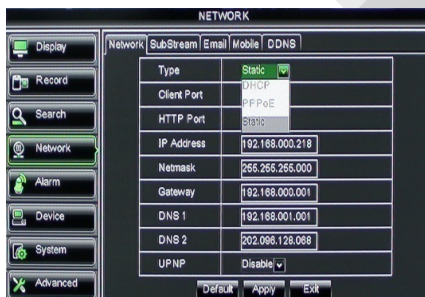 NETWORK
Display
Record
Search
Network
Alarm
Device
System
Advanced
Network SubStream Email Mobile DDNS
Type Static
DHCP
PPPoE
Static
Client Port
HTTP Port
IP Address 192.168.000.218
Netmask 255.255.255.000
Gateway 192.168.000.001
DNS 1 192.168.001.001
DNS 2 202.096.128.068
UPNP Disable
Default Apply Exit